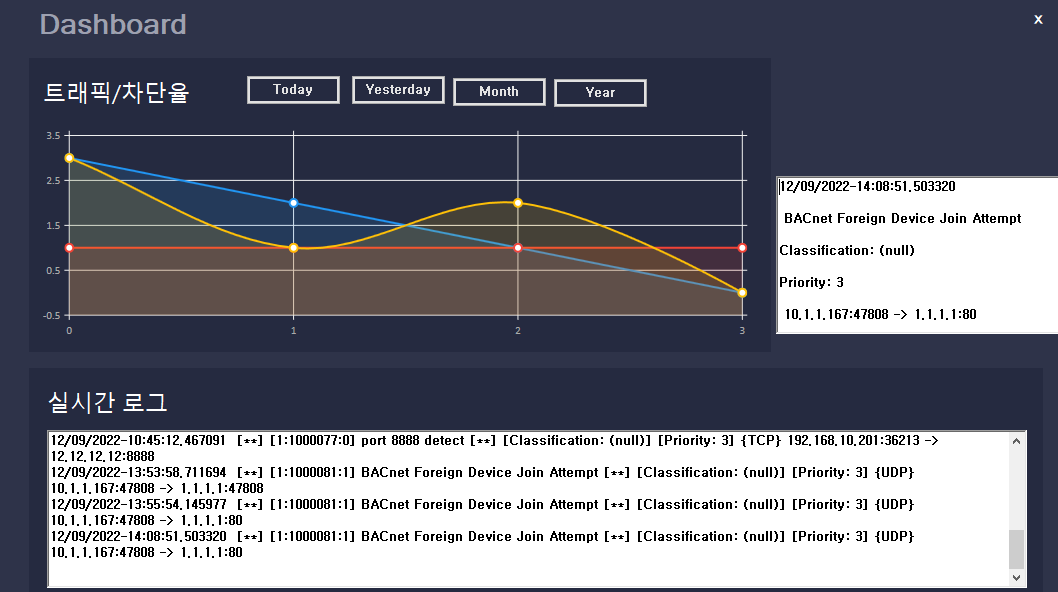 Dashboard
x
트래픽/차단율
Today
Yesterday
Month
Year
3.5
2.5
1.5
0.5
-0.5
0
1
2
3
12/09/2022-14:08:51.503320
BACnet Foreign Device Join Attempt
Classification: (null)
Priority: 3
10.1.1.167:47808 -> 1.1.1.1:80
실시간 로그
12/09/2022-10:45:12.467091 [**] [1:1000077:0] port 8888 detect [**] [Classification: (null)] [Priority: 3] {TCP} 192.168.10.201:36213 ->
12.12.12.12:8888
12/09/2022-13:53:58.711694 [**] [1:1000081:1] BACnet Foreign Device Join Attempt [**] [Classification: (null)] [Priority: 3] {UDP}
10.1.1.167:47808 -> 1.1.1.1:47808
12/09/2022-13:55:54.145977 [**] [1:1000081:1] BACnet Foreign Device Join Attempt [**] [Classification: (null)] [Priority: 3] {UDP}
10.1.1.167:47808 -> 1.1.1.1:80
12/09/2022-14:08:51.503320 [**] [1:1000081:1] BACnet Foreign Device Join Attempt [**] [Classification: (null)] [Priority: 3] {UDP}
10.1.1.167:47808 -> 1.1.1.1:80